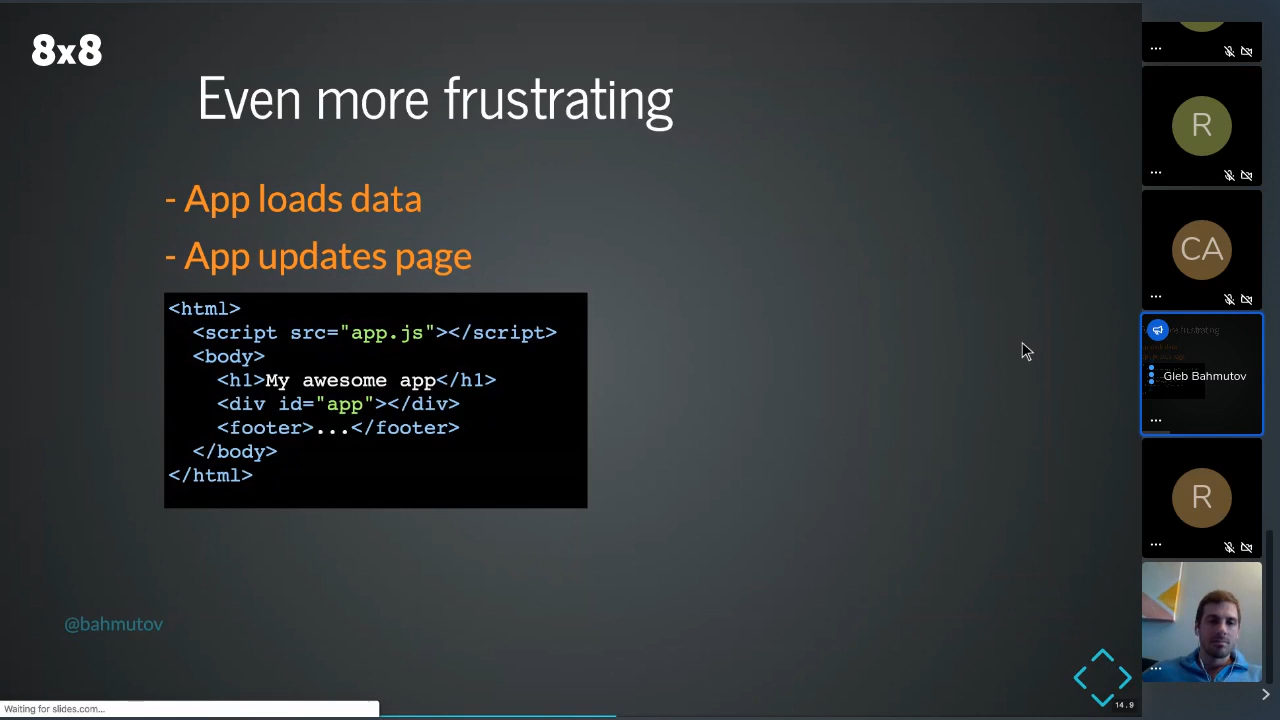 8x8
Even more frustrating
- App loads data
- App updates page
<html>
<script src="app.js"></script>
<body>
<h1>My awesome app</h1>
<div id="app"></div>
<footer>...</footer>
</body>
</html>
@bahmutov
Waiting for slides.com...
14.9
R
CA
Gleb Bahmutov
R